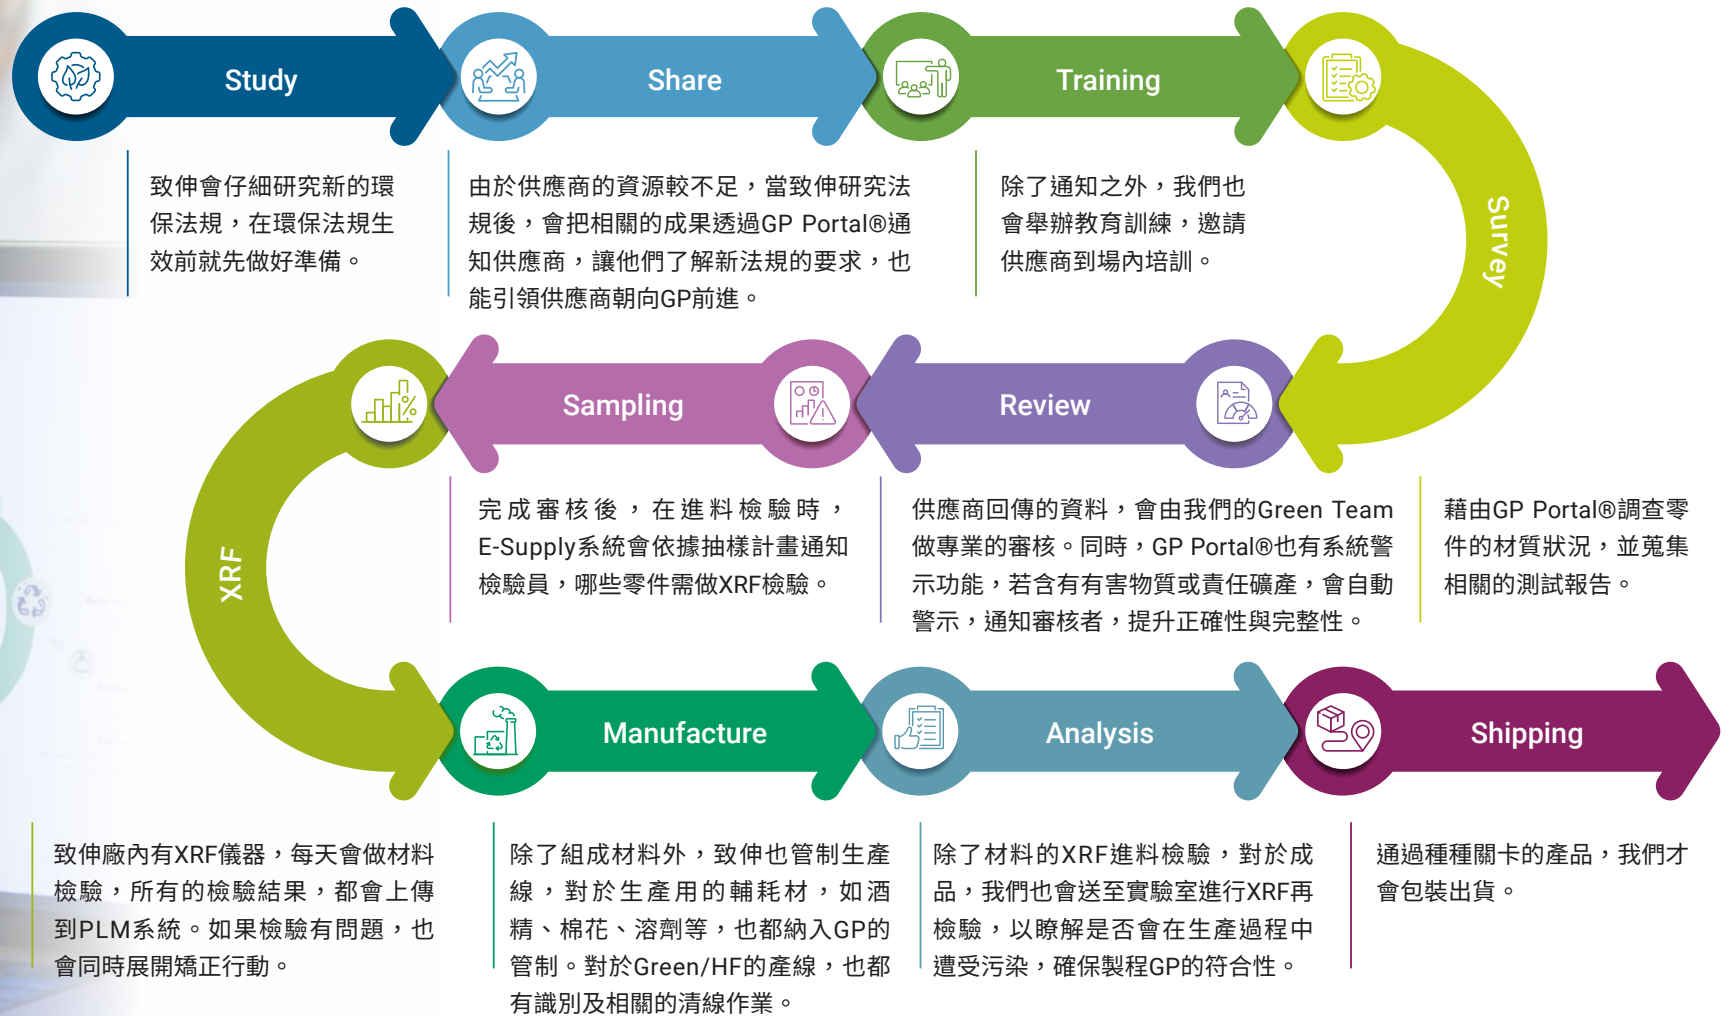 Study
Share
Training
致伸會仔細研究新的環
保法規，在環保法規生
效前就先做好準備。
由於供應商的資源較不足，當致伸研究法
規後，會把相關的成果透過GP Portal®通
知供應商，讓他們了解新法規的要求，也
能引領供應商朝向GP前進。
除了通知之外，我們也
會舉辦教育訓練，邀請
供應商到場內培訓。
Survey
藉由GP Portal®調查零
件的材質狀況，並蒐集
相關的測試報告。
Review
供應商回傳的資料，會由我們的Green Team
做專業的審核。同時，GP Portal®也有系統警
示功能，若含有有害物質或責任礦產，會自動
警示，通知審核者，提升正確性與完整性。
Sampling
完成審核後，在進料檢驗時，
E-Supply系統會依據抽樣計畫通知
檢驗員，哪些零件需做XRF檢驗。
XRF
致伸廠內有XRF儀器，每天會做材料
檢驗，所有的檢驗結果，都會上傳
到PLM系統。如果檢驗有問題，也
會同時展開矯正行動。
Manufacture
除了組成材料外，致伸也管制生產
線，對於生產用的輔耗材，如酒
精、棉花、溶劑等，也都納入GP的
管制。對於Green/HF的產線，也都
有識別及相關的清線作業。
Analysis
除了材料的XRF進料檢驗，對於成
品，我們也會送至實驗室進行XRF再
檢驗，以瞭解是否會在生產過程中
遭受污染，確保製程GP的符合性。
Shipping
通過種種關卡的產品，我們才
會包裝出貨。